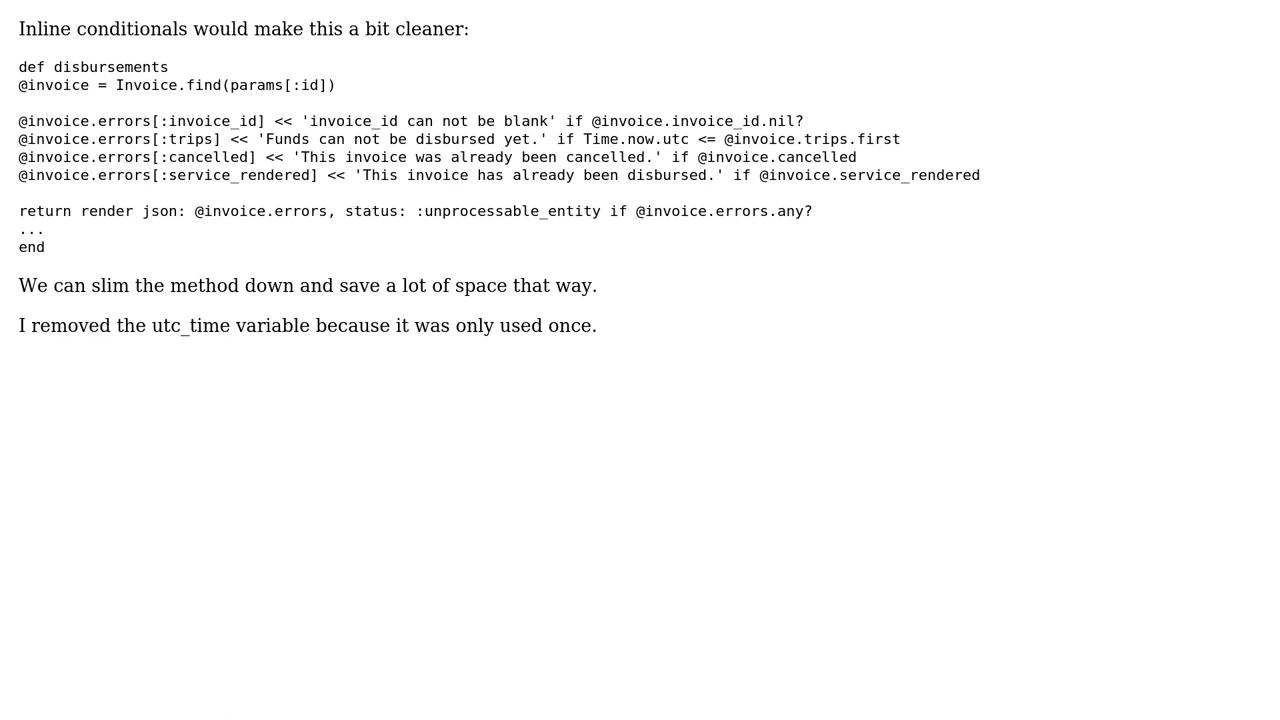 Inline conditionals would make this a bit cleaner:
def disbursements
@invoice = Invoice.find(params[:id])
@invoice.errors[:invoice_id] << 'invoice_id can not be blank' if @invoice.invoice_id.nil?
@invoice.errors[:trips] << 'Funds can not be disbursed yet.' if Time.now.utc <= @invoice.trips.first
@invoice.errors[:cancelled] << 'This invoice was already been cancelled.' if @invoice.cancelled
@invoice.errors[:service_rendered] << 'This invoice has already been disbursed.' if @invoice.service_rendered
return render json: @invoice.errors, status: :unprocessable_entity if @invoice.errors.any?
...
end
We can slim the method down and save a lot of space that way.
I removed the utc_time variable because it was only used once.